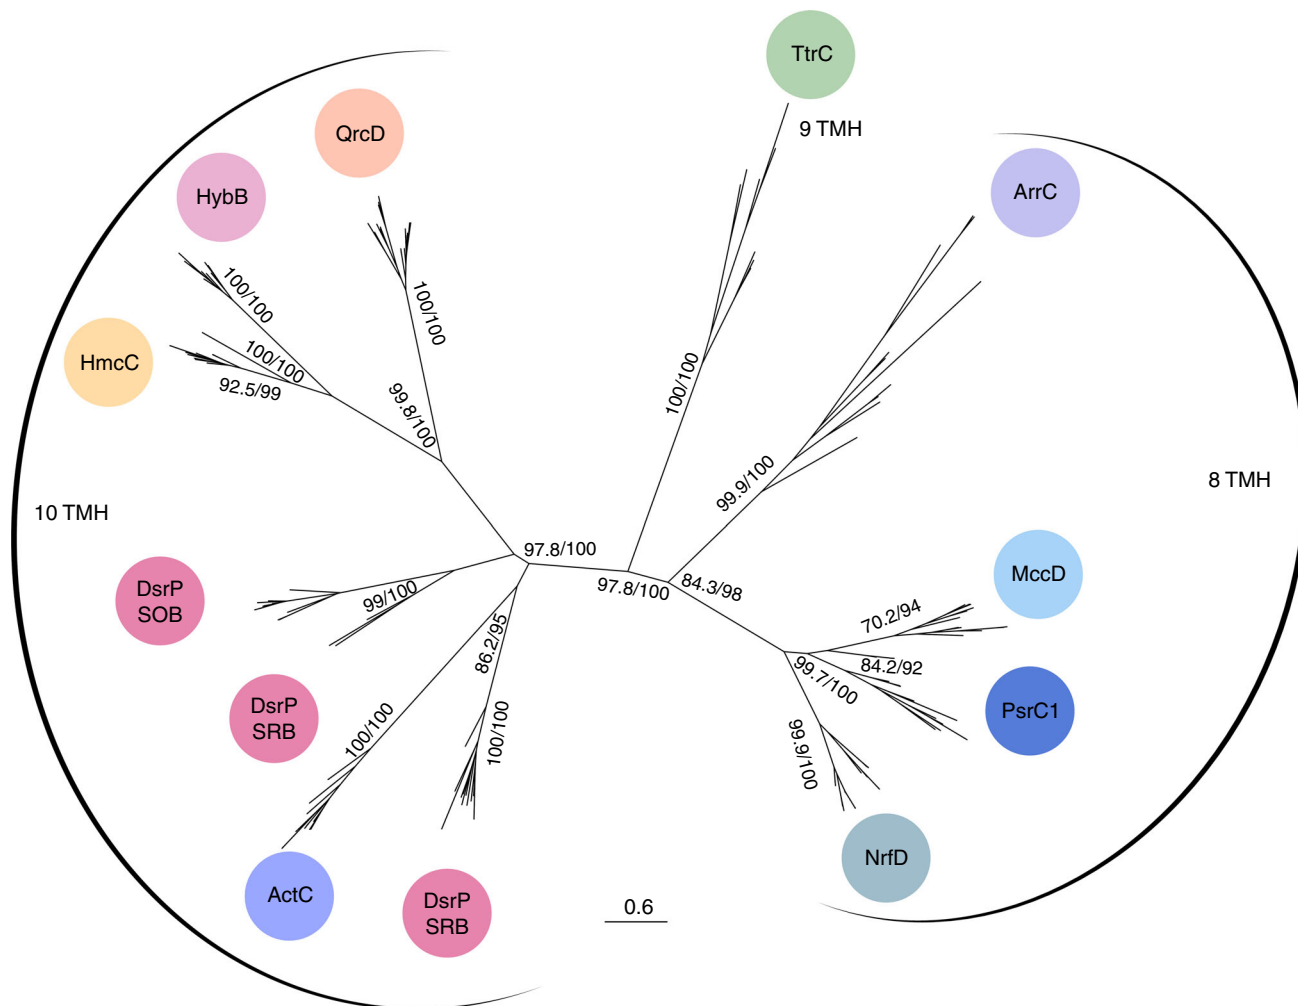 TtrC
9 TMH
QrcD
ArrC
HybB
100/100
100/100
HmcC
100/100
92.5/99
99.8/100
100/100
99.9/100
8 TMH
10 TMH
97.8/100
97.8/100
84.3/98
MccD
DsrP
SOB
99/100
86.2/95
70.2/94
84.2/92
99.7/100
PsrC1
DsrP
SRB
100/100
100/100
99.9/100
NrfD
ActC
DsrP
SRB
0.6